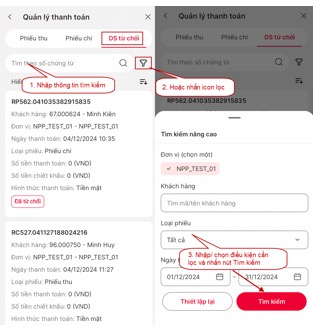 Quản lý thanh toán
Phiếu thu
Phiếu chi
DS từ chối
Tìm theo số chứng từ
1. Nhập thông tin tìm kiếm
2. Hoặc nhấn icon lọc
RP562.041035382915835
Khách hàng: 67.000624 - Minh Kiên
Đơn vị: NPP_TEST_01 - NPP_TEST_01
Ngày thanh toán: 04/12/2024 10:35
Loại phiếu: Phiếu chi
Số tiền thanh toán: 0 (VND)
Số tiền chiết khấu: 0 (VND)
Hình thức thanh toán: Tiền mặt
Đã từ chối
RC527.041127188024216
Khách hàng: 96.000750 - Minh Huy
Đơn vị: NPP_TEST_01 - NPP_TEST_01
Ngày thanh toán: 04/12/2024 11:27
Loại phiếu: Phiếu thu
Số tiền thanh toán: 0 (VND)
Số tiền chiết khấu: 0 (VND)
Hình thức thanh toán: Tiền mặt
Quản lý thanh toán
Phiếu thu
Phiếu chi
DS từ chối
Tìm theo số chứng từ
RP562.041035382915835
Tìm kiếm nâng cao
Đơn vị (chọn một)
NPP_TEST_01
Khách hàng
Tìm mã/tên khách hàng
Loại phiếu
Tất cả
3. Nhập/ chọn điều kiện cần
lọc và nhấn nút Tìm kiếm
01/12/2024
31/12/2024
Thiết lập lại
Tìm kiếm